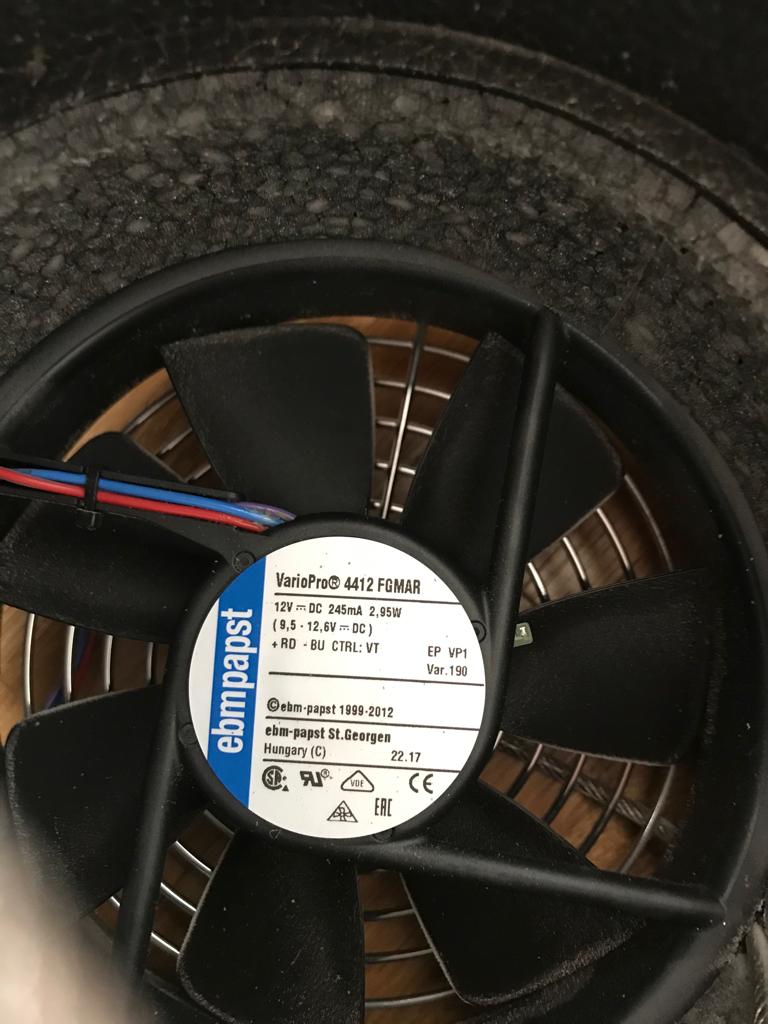 VarioPro® 4412 FGMAR
12V ⎓ DC 245mA 2,95W
(9,5 - 12,6V ⎓ DC)
+RD -BU CTRL: VT
EP VP1
Var.190
ebmpapst
©ebm-papst 1999-2012
ebm-papst St.Georgen
Hungary (C) 22.17
VDE
CE
EAC